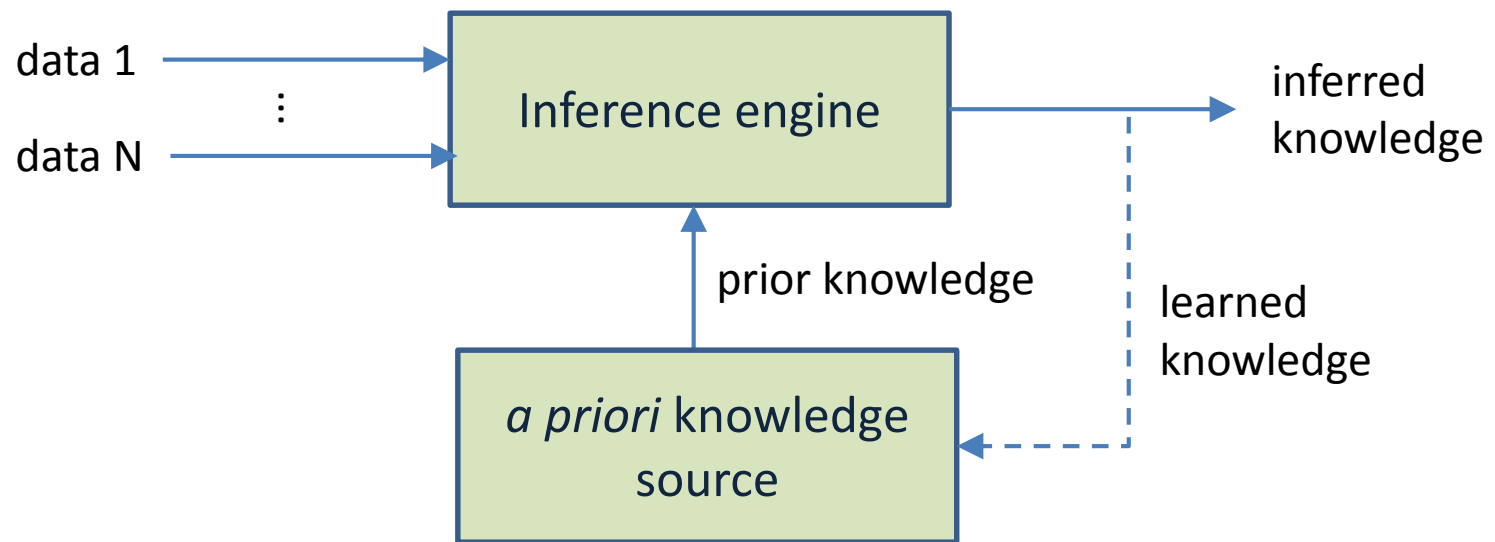 data 1
...
data N
Inference engine
inferred
knowledge
prior knowledge
learned
knowledge
a priori knowledge
source